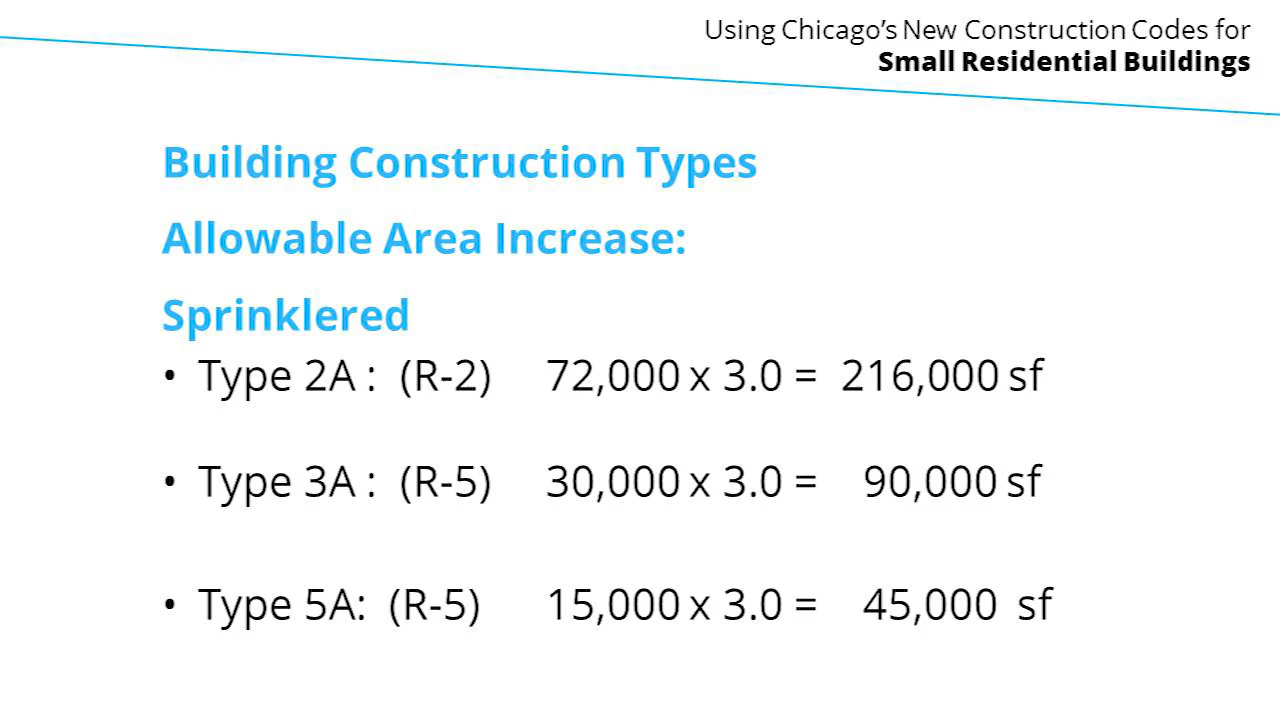 Using Chicago’s New Construction Codes for
Small Residential Buildings
Building Construction Types
Allowable Area Increase:
Sprinklered
• Type 2A : (R-2) 72,000 x 3.0 = 216,000 sf
• Type 3A : (R-5) 30,000 x 3.0 = 90,000 sf
• Type 5A: (R-5) 15,000 x 3.0 = 45,000 sf